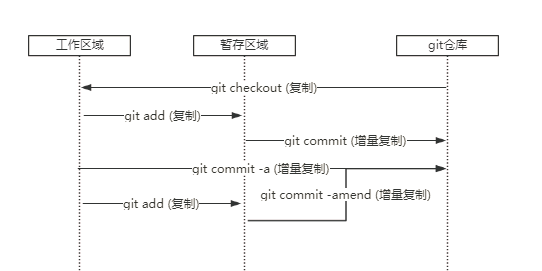 工作区域
暂存区域
git仓库
git checkout (复制)
git add (复制)
git commit (增量复制)
git commit -a (增量复制)
git commit -amend (增量复制)
git add (复制)